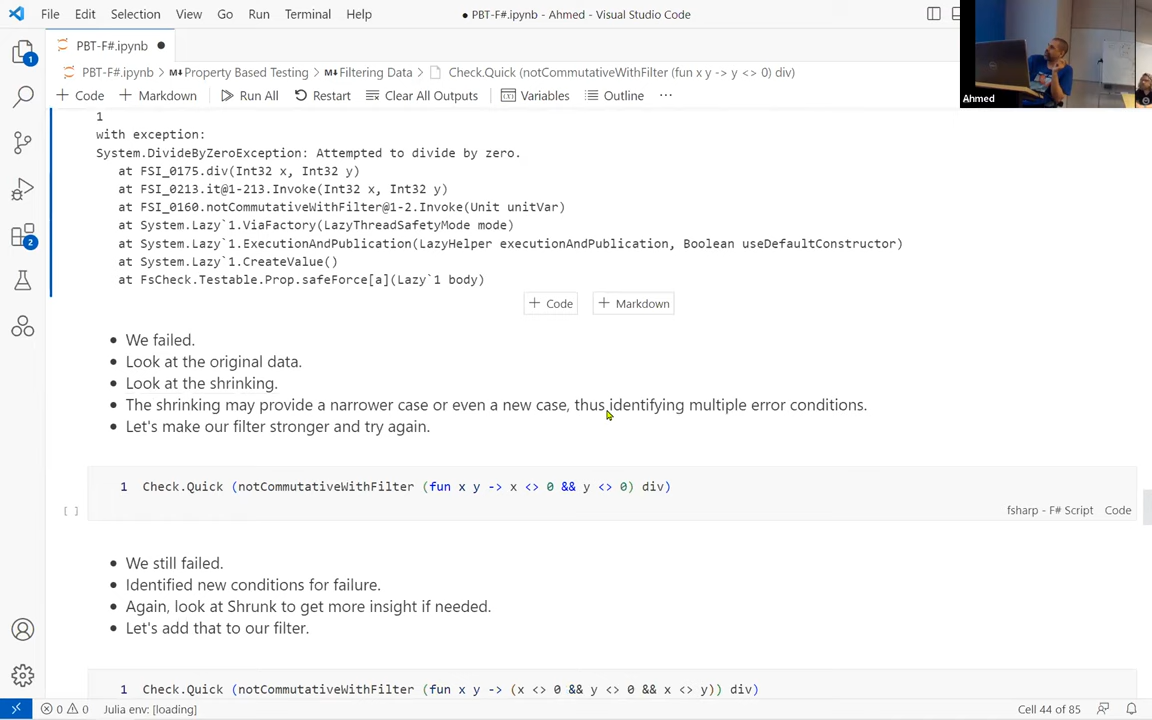 File Edit Selection View Go Run Terminal Help
● PBT-F#.ipynb - Ahmed - Visual Studio Code
PBT-F#.ipynb ●
PBT-F#.ipynb > M↓Property Based Testing > M↓Filtering Data > Check.Quick (notCommutativeWithFilter (fun x y -> y <> 0) div)
+ Code + Markdown Run All Restart Clear All Outputs Variables Outline ···
Ahmed
1
1
with exception:
System.DivideByZeroException: Attempted to divide by zero.
at FSI_0175.div(Int32 x, Int32 y)
at FSI_0213.it@1-213.Invoke(Int32 x, Int32 y)
at FSI_0160.notCommutativeWithFilter@1-2.Invoke(Unit unitVar)
at System.Lazy`1.ViaFactory(LazyThreadSafetyMode mode)
at System.Lazy`1.ExecutionAndPublication(LazyHelper executionAndPublication, Boolean useDefaultConstructor)
at System.Lazy`1.CreateValue()
at FsCheck.Testable.Prop.safeForce[a](Lazy`1 body)
+ Code + Markdown
• We failed.
• Look at the original data.
• Look at the shrinking.
• The shrinking may provide a narrower case or even a new case, thus identifying multiple error conditions.
• Let's make our filter stronger and try again.
2
1 Check.Quick (notCommutativeWithFilter (fun x y -> x <> 0 && y <> 0) div)
[ ]
fsharp - F# Script Code
• We still failed.
• Identified new conditions for failure.
• Again, look at Shrunk to get more insight if needed.
• Let's add that to our filter.
1 Check.Quick (notCommutativeWithFilter (fun x y -> (x <> 0 && y <> 0 && x <> y)) div)
0 0 Julia env: [loading] Cell 44 of 85